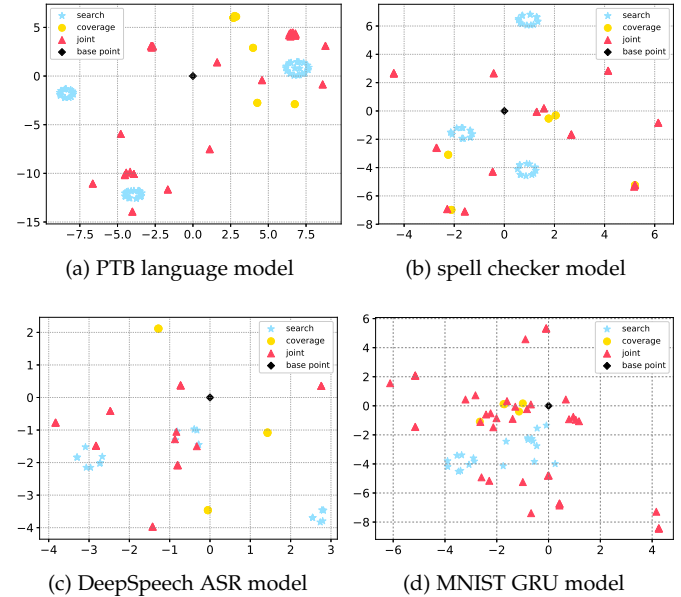 search
coverage
joint
base point
10
5
0
−5
−10
−15
−7.5 −5.0 −2.5 0.0 2.5 5.0 7.5
(a) PTB language model
search
coverage
joint
base point
6
4
2
0
−2
−4
−6
−8
−4 −2 0 2 4 6
(b) spell checker model
search
coverage
joint
base point
2
1
0
−1
−2
−3
−4
−4 −3 −2 −1 0 1 2 3
(c) DeepSpeech ASR model
search
coverage
joint
base point
6
4
2
0
−2
−4
−6
−8
−6 −4 −2 0 2 4
(d) MNIST GRU model